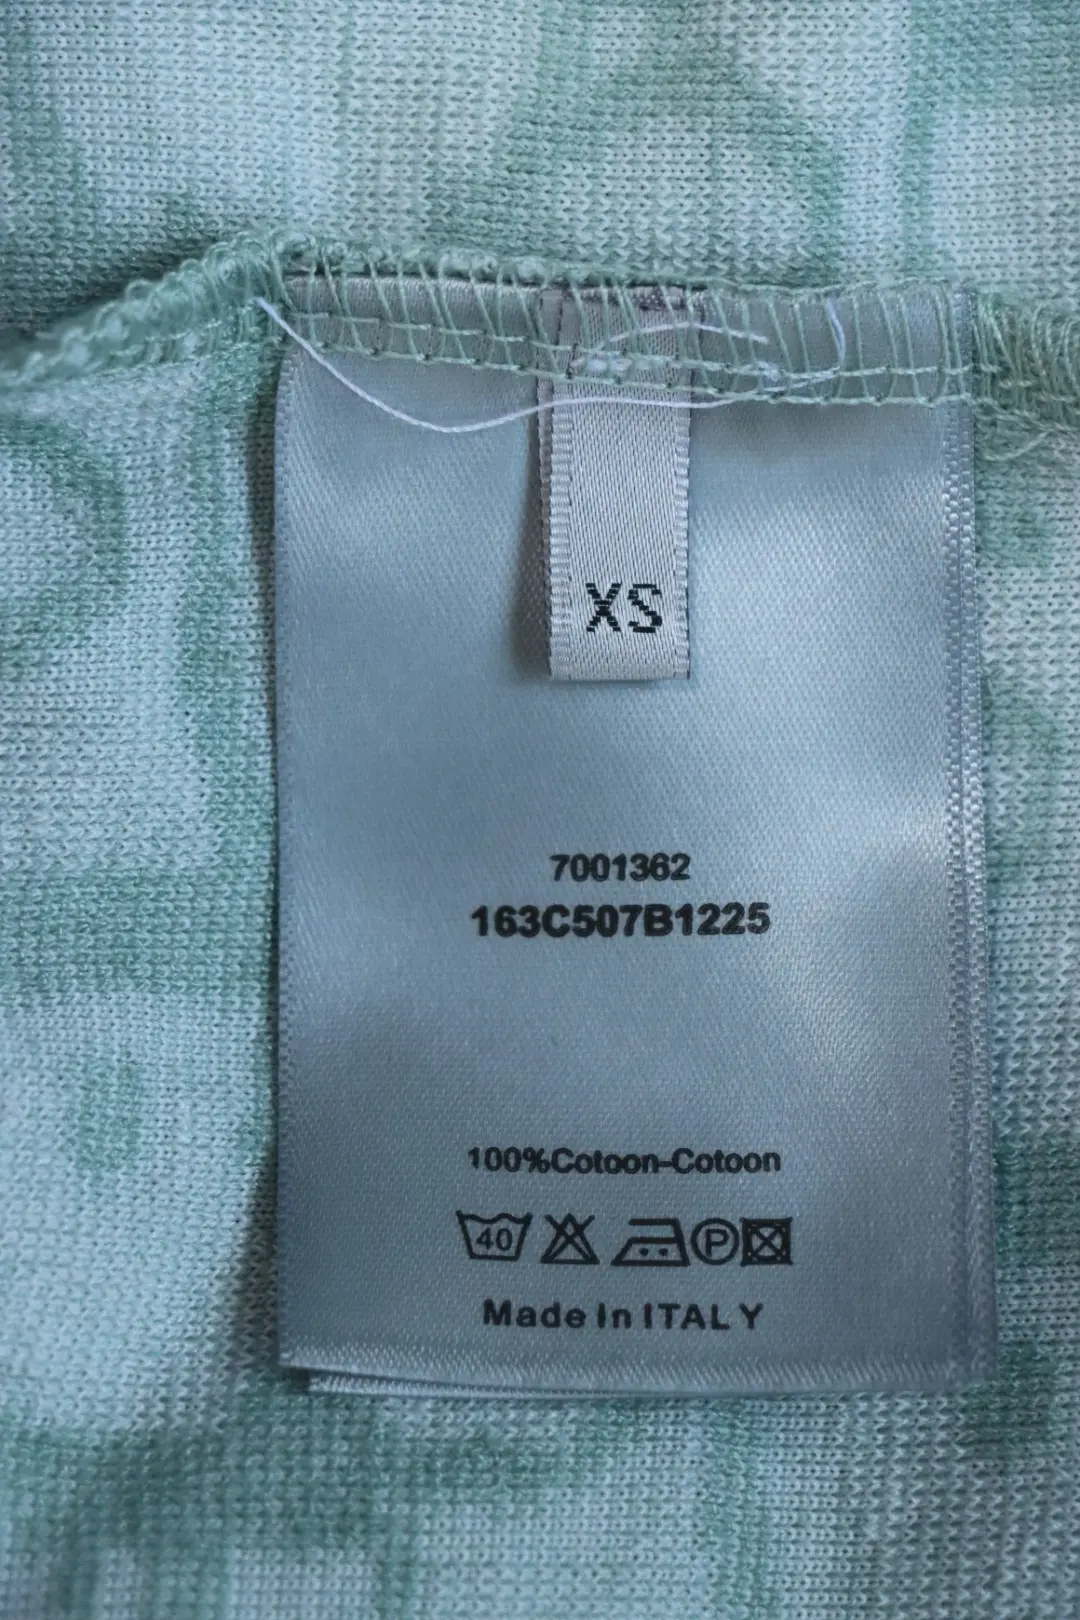 XS
7001362
163C507B1225
100%Cotoon-Cotoon
40 P
Made In ITALY